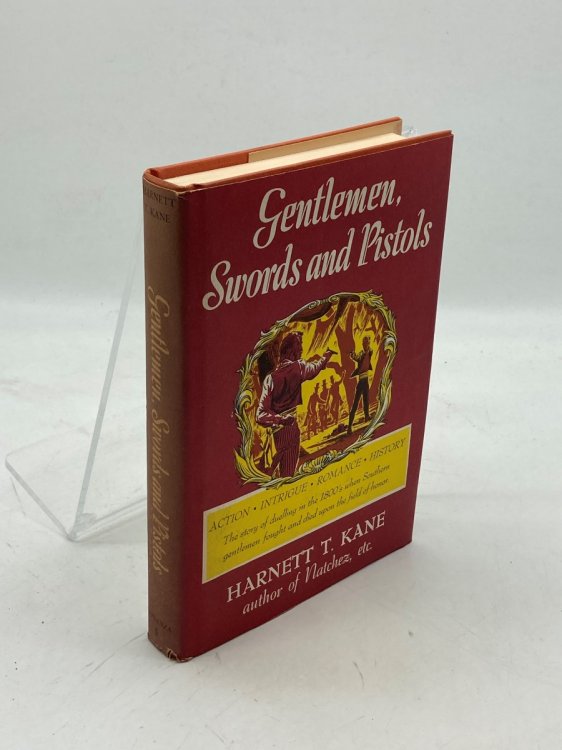 HARNETT
T. KANE
Gentlemen, Swords and Pistols
BONANZA
Gentlemen,
Swords and Pistols
ACTION • INTRIGUE • ROMANCE • HISTORY
The story of duelling in the 1800's when Southern
gentlemen fought and died upon the field of honor.
HARNETT T. KANE
author of Natchez, etc.